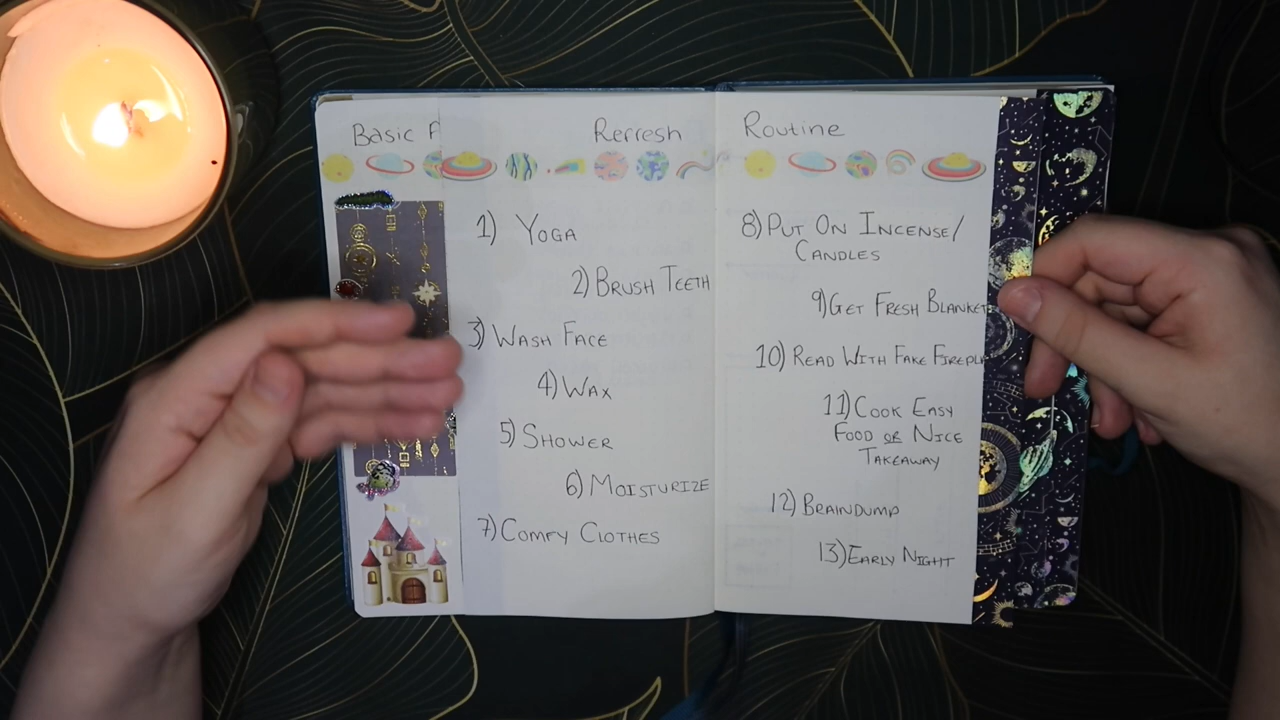 Basic
Refresh Routine
1) YOGA
2) BRUSH TEETH
3) WASH FACE
4) WAX
5) SHOWER
6) MOISTURIZE
7) COMFY CLOTHES
8) PUT ON INCENSE/
CANDLES
9) GET FRESH BLANKETS
10) READ WITH FAKE
11) COOK EASY
FOOD OR NICE
TAKEAWAY
12) BRAINDUMP
13) EARLY NIGHT